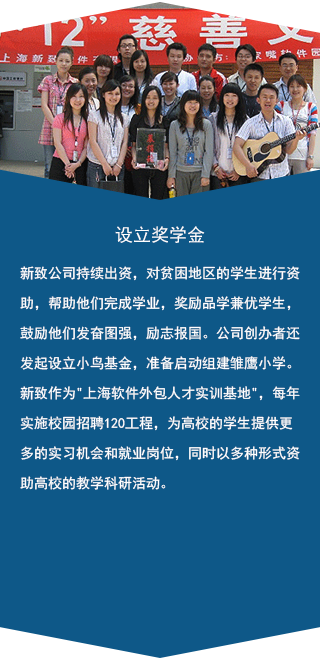 12”慈善义
上海新致软件
办方：
家嘴软件园
设立奖学金
新致公司持续出资，对贫困地区的学生进行资
助，帮助他们完成学业，奖励品学兼优学生，
鼓励他们发奋图强，励志报国。公司创办者还
发起设立小鸟基金，准备启动组建雏鹰小学。
新致作为"上海软件外包人才实训基地"，每年
实施校园招聘120工程，为高校的学生提供更
多的实习机会和就业岗位，同时以多种形式资
助高校的教学科研活动。